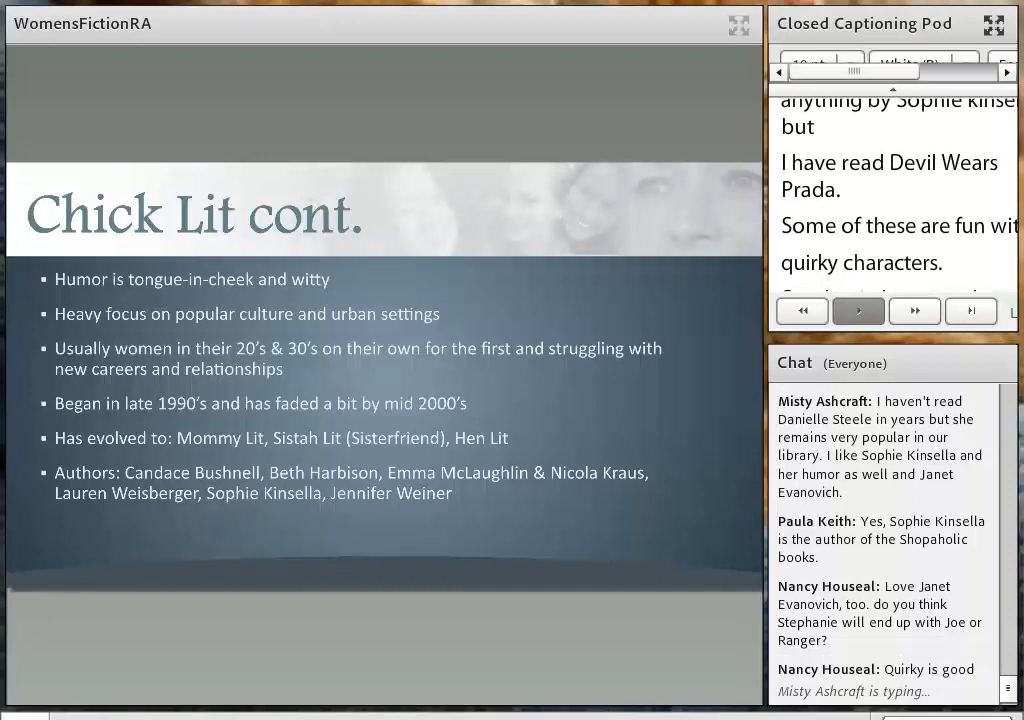 WomensFictionRA
Chick Lit cont.
▪ Humor is tongue-in-cheek and witty
▪ Heavy focus on popular culture and urban settings
▪ Usually women in their 20's & 30's on their own for the first and struggling with
new careers and relationships
▪ Began in late 1990's and has faded a bit by mid 2000's
▪ Has evolved to: Mommy Lit, Sistah Lit (Sisterfriend), Hen Lit
▪ Authors: Candace Bushnell, Beth Harbison, Emma McLaughlin & Nicola Kraus,
Lauren Weisberger, Sophie Kinsella, Jennifer Weiner
Closed Captioning Pod
anything by Sophie kinse
but
I have read Devil Wears
Prada.
Some of these are fun wit
quirky characters.
Chat (Everyone)
Misty Ashcraft: I haven't read
Danielle Steele in years but she
remains very popular in our
library. I like Sophie Kinsella and
her humor as well and Janet
Evanovich.
Paula Keith: Yes, Sophie Kinsella
is the author of the Shopaholic
books.
Nancy Houseal: Love Janet
Evanovich, too. do you think
Stephanie will end up with Joe or
Ranger?
Nancy Houseal: Quirky is good
Misty Ashcraft is typing...